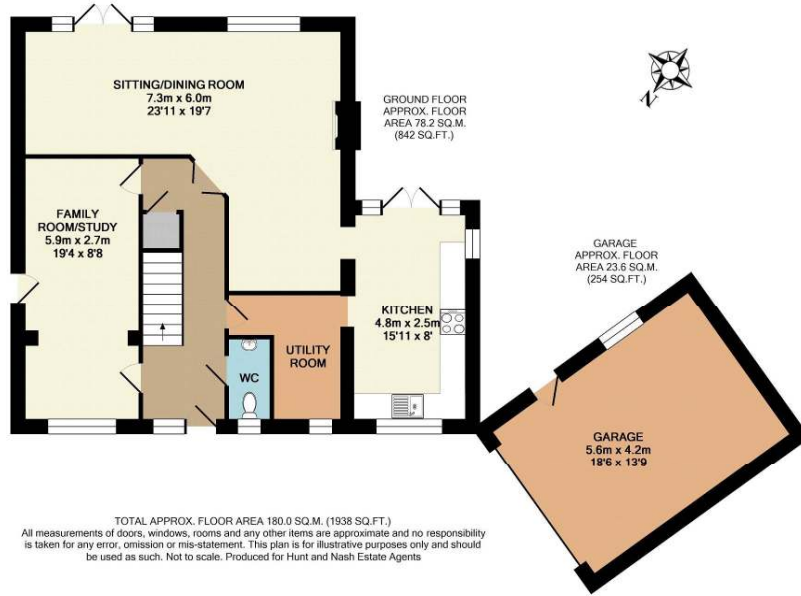 SITTING/DINING ROOM
7.3m x 6.0m
23'11 x 19'7
GROUND FLOOR
APPROX. FLOOR
AREA 78.2 SQ.M.
(842 SQ.FT.)
N
FAMILY
ROOM/STUDY
5.9m x 2.7m
19'4 x 8'8
GARAGE
APPROX. FLOOR
AREA 23.6 SQ.M.
(254 SQ.FT.)
KITCHEN
4.8m x 2.5m
15'11 x 8'
UTILITY
ROOM
WC
GARAGE
5.6m x 4.2m
18'6 x 13'9
TOTAL APPROX. FLOOR AREA 180.0 SQ.M. (1938 SQ.FT.)
All measurements of doors, windows, rooms and any other items are approximate and no responsibility
is taken for any error, omission or mis-statement. This plan is for illustrative purposes only and should
be used as such. Not to scale. Produced for Hunt and Nash Estate Agents